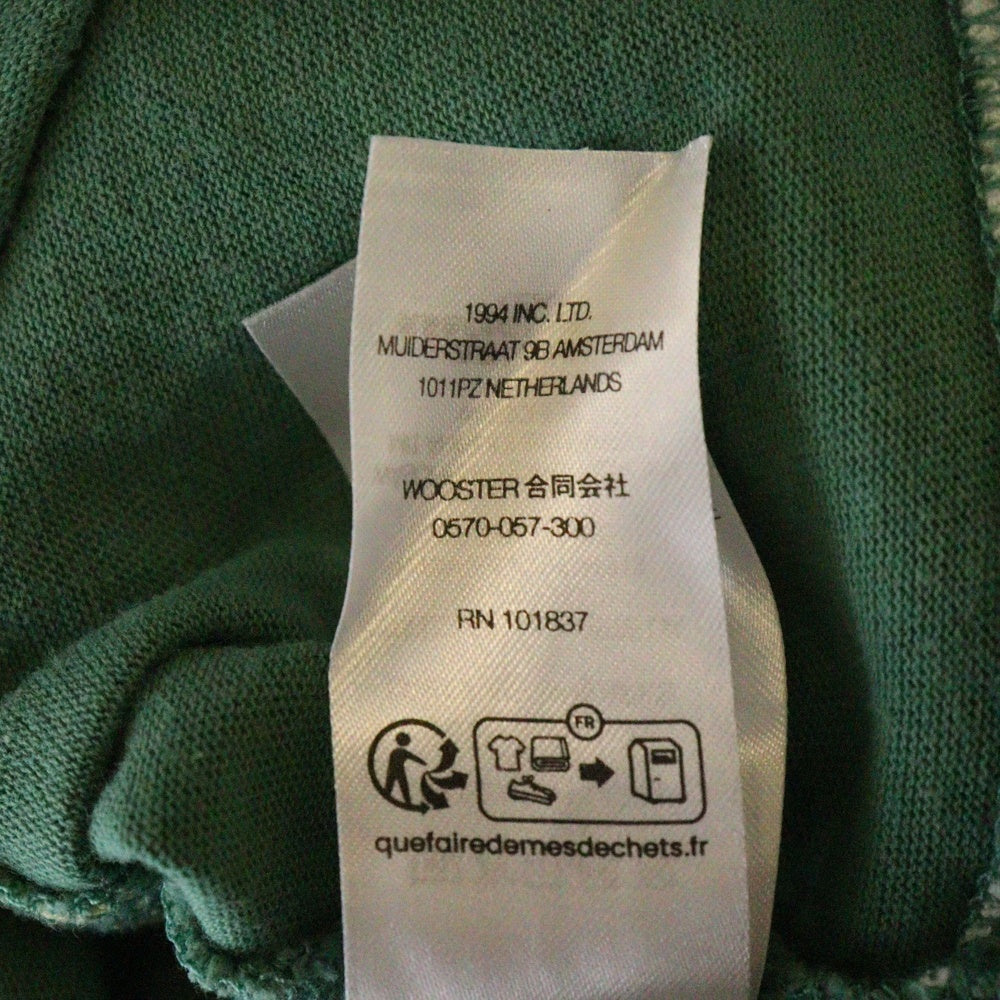 1994 INC. LTD.
MUIDERSTRAAT 9B AMSTERDAM
1011PZ NETHERLANDS
WOOSTER 合同会社
0570-057-300
RN 101837
FR
quefairedemesdechets.fr